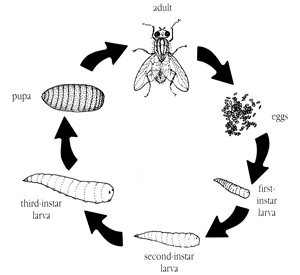 adult
eggs
first-
instar
larva
second-instar
larva
third-instar
larva
pupa